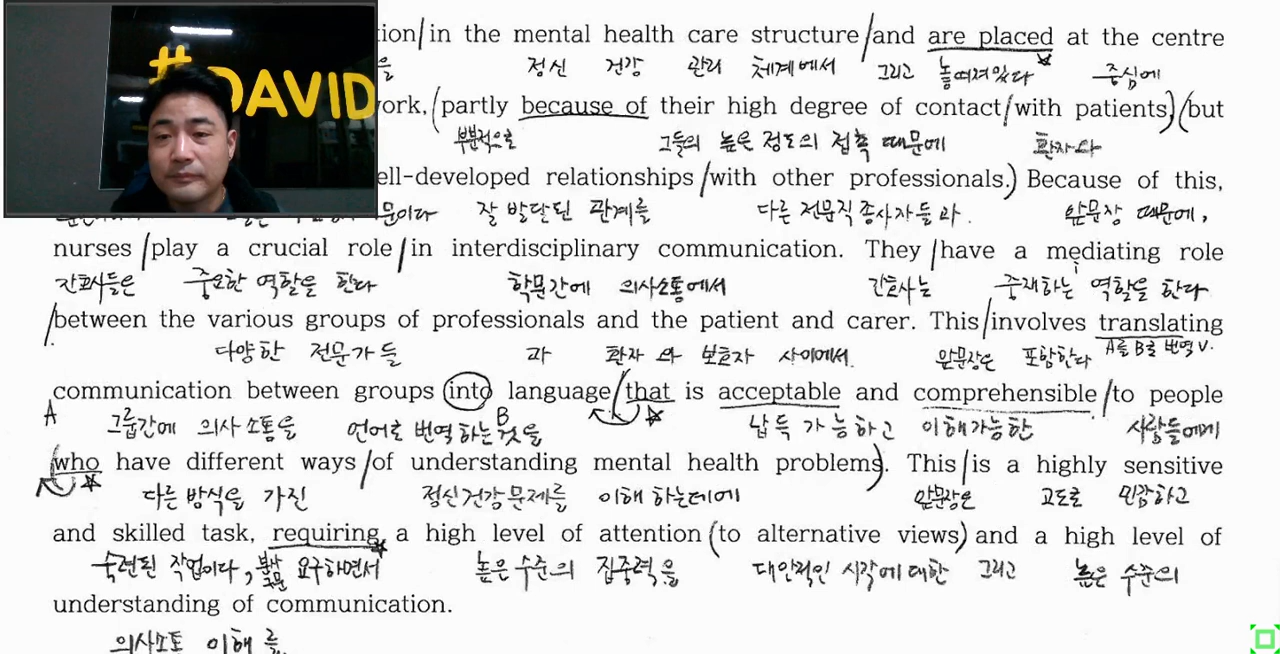 #DAVID
tion in the mental health care structure and are placed at the centre
을 정신 건강 관리 체계에서 그리고 놓여져있다 중심에
work, (partly because of their high degree of contact with patients) (but
부분적으로 그들의 높은 정도의 접촉 때문에 환자와
ell-developed relationships with other professionals.) Because of this,
문이다 잘 발달된 관계를 다른 전문직 종사자들과. 앞문장 때문에,
nurses play a crucial role in interdisciplinary communication. They have a mediating role
간호사들은 중요한 역할을 한다 학문간에 의사소통에서 간호사는 중재하는 역할을 한다
between the various groups of professionals and the patient and carer. This involves translating
다양한 전문가들 과 환자 와 보호자 사이에서. 앞문장은 포함한다 A를 B로 번역 v.
communication between groups into language that is acceptable and comprehensible to people
A 그룹간에 의사소통을 언어로 번역하는 B 것을 납득 가능하고 이해가능한 사람들에게
who have different ways of understanding mental health problems). This is a highly sensitive
다른 방식을 가진 정신건강문제를 이해 하는데에 앞문장은 고도로 민감하고
and skilled task, requiring a high level of attention (to alternative views) and a high level of
숙련된 작업이다, 요구하면서 높은 수준의 집중력을 대안적인 시각에 대한 그리고 높은 수준의
understanding of communication.
의사소통 이해 를